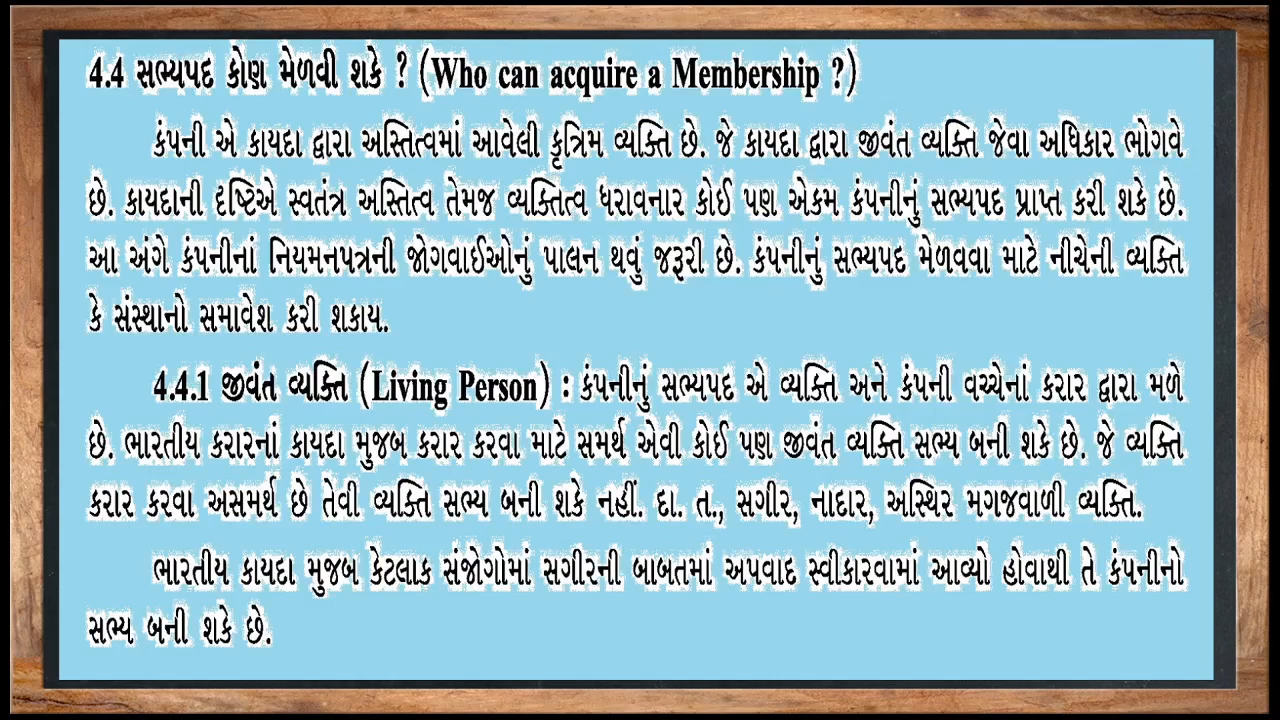 4.4 સભ્યપદ કોણ મેળવી શકે ? (Who can acquire a Membership ?)
કંપની એ કાયદા દ્વારા અસ્તિત્વમાં આવેલી કૃત્રિમ વ્યક્તિ છે. જે કાયદા દ્વારા જીવંત વ્યક્તિ જેવા અધિકાર ભોગવે
છે. કાયદાની દૃષ્ટિએ સ્વતંત્ર અસ્તિત્વ તેમજ વ્યક્તિત્વ ધરાવનાર કોઈ પણ એકમ કંપનીનું સભ્યપદ પ્રાપ્ત કરી શકે છે.
આ અંગે કંપનીનાં નિયમનપત્રની જોગવાઈઓનું પાલન થવું જરૂરી છે. કંપનીનું સભ્યપદ મેળવવા માટે નીચેની વ્યક્તિ
કે સંસ્થાનો સમાવેશ કરી શકાય.
4.4.1 જીવંત વ્યક્તિ (Living Person) : કંપનીનું સભ્યપદ એ વ્યક્તિ અને કંપની વચ્ચેનાં કરાર દ્વારા મળે
છે. ભારતીય કરારનાં કાયદા મુજબ કરાર કરવા માટે સમર્થ એવી કોઈ પણ જીવંત વ્યક્તિ સભ્ય બની શકે છે. જે વ્યક્તિ
કરાર કરવા અસમર્થ છે તેવી વ્યક્તિ સભ્ય બની શકે નહીં. દા. ત., સગીર, નાદાર, અસ્થિર મગજવાળી વ્યક્તિ.
ભારતીય કાયદા મુજબ કેટલાક સંજોગોમાં સગીરની બાબતમાં અપવાદ સ્વીકારવામાં આવ્યો હોવાથી તે કંપનીનો
સભ્ય બની શકે છે.